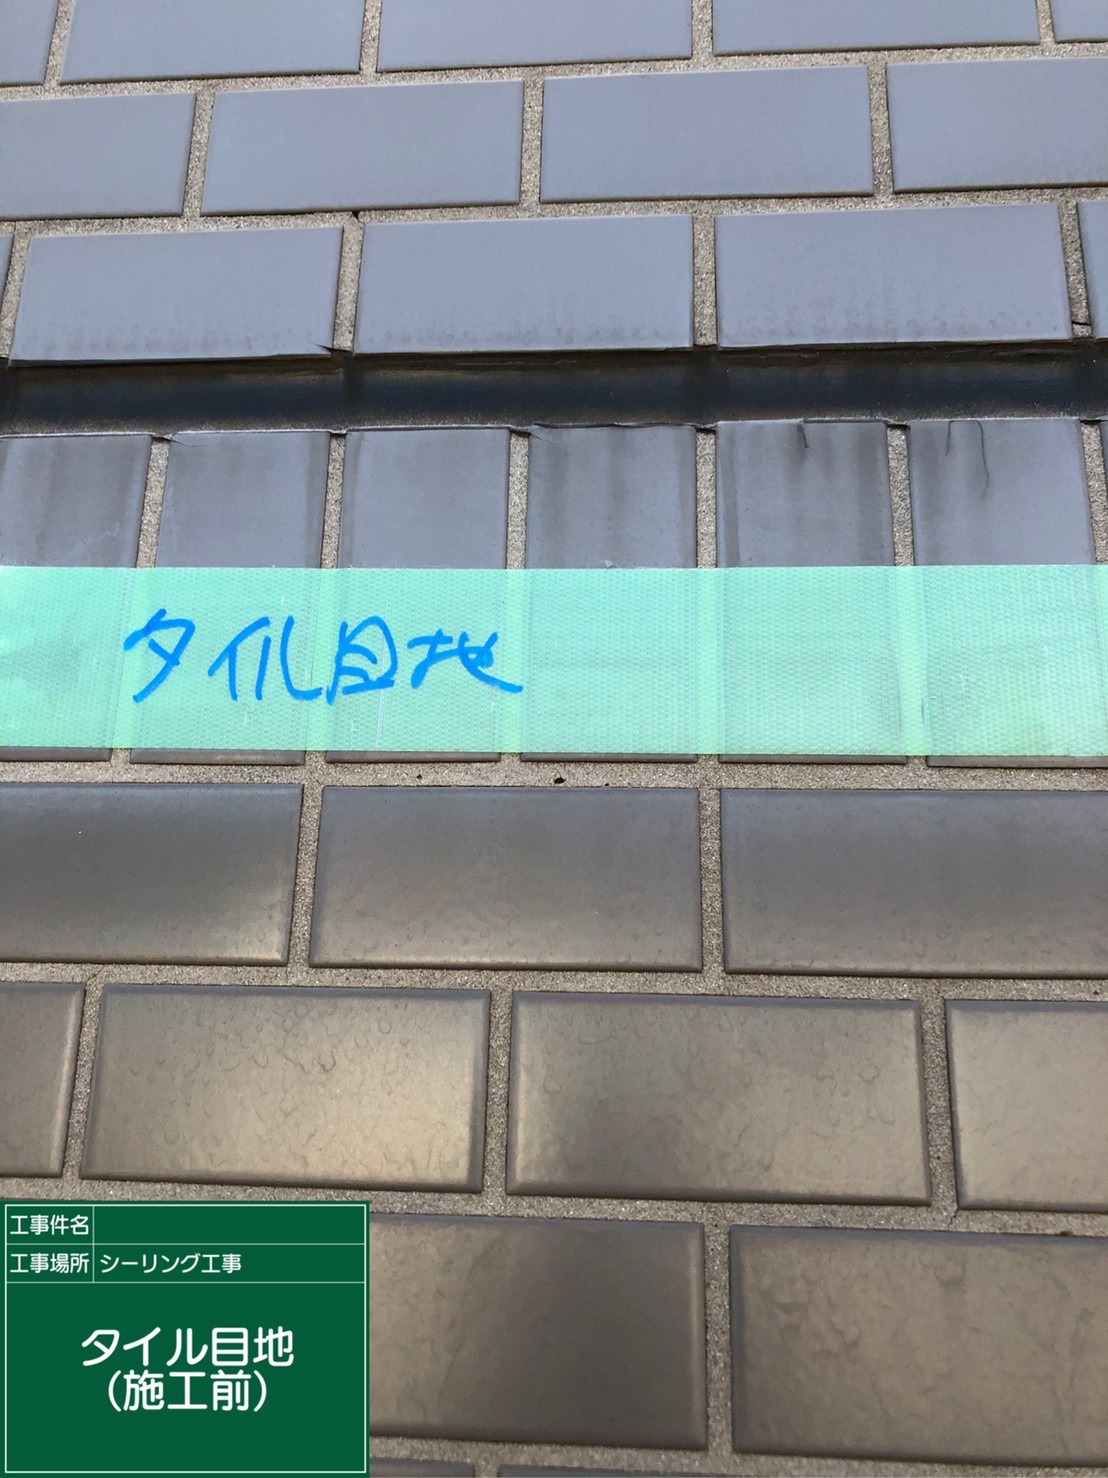 タイル目地
工事件名
工事場所 シーリング工事
タイル目地
(施工前)